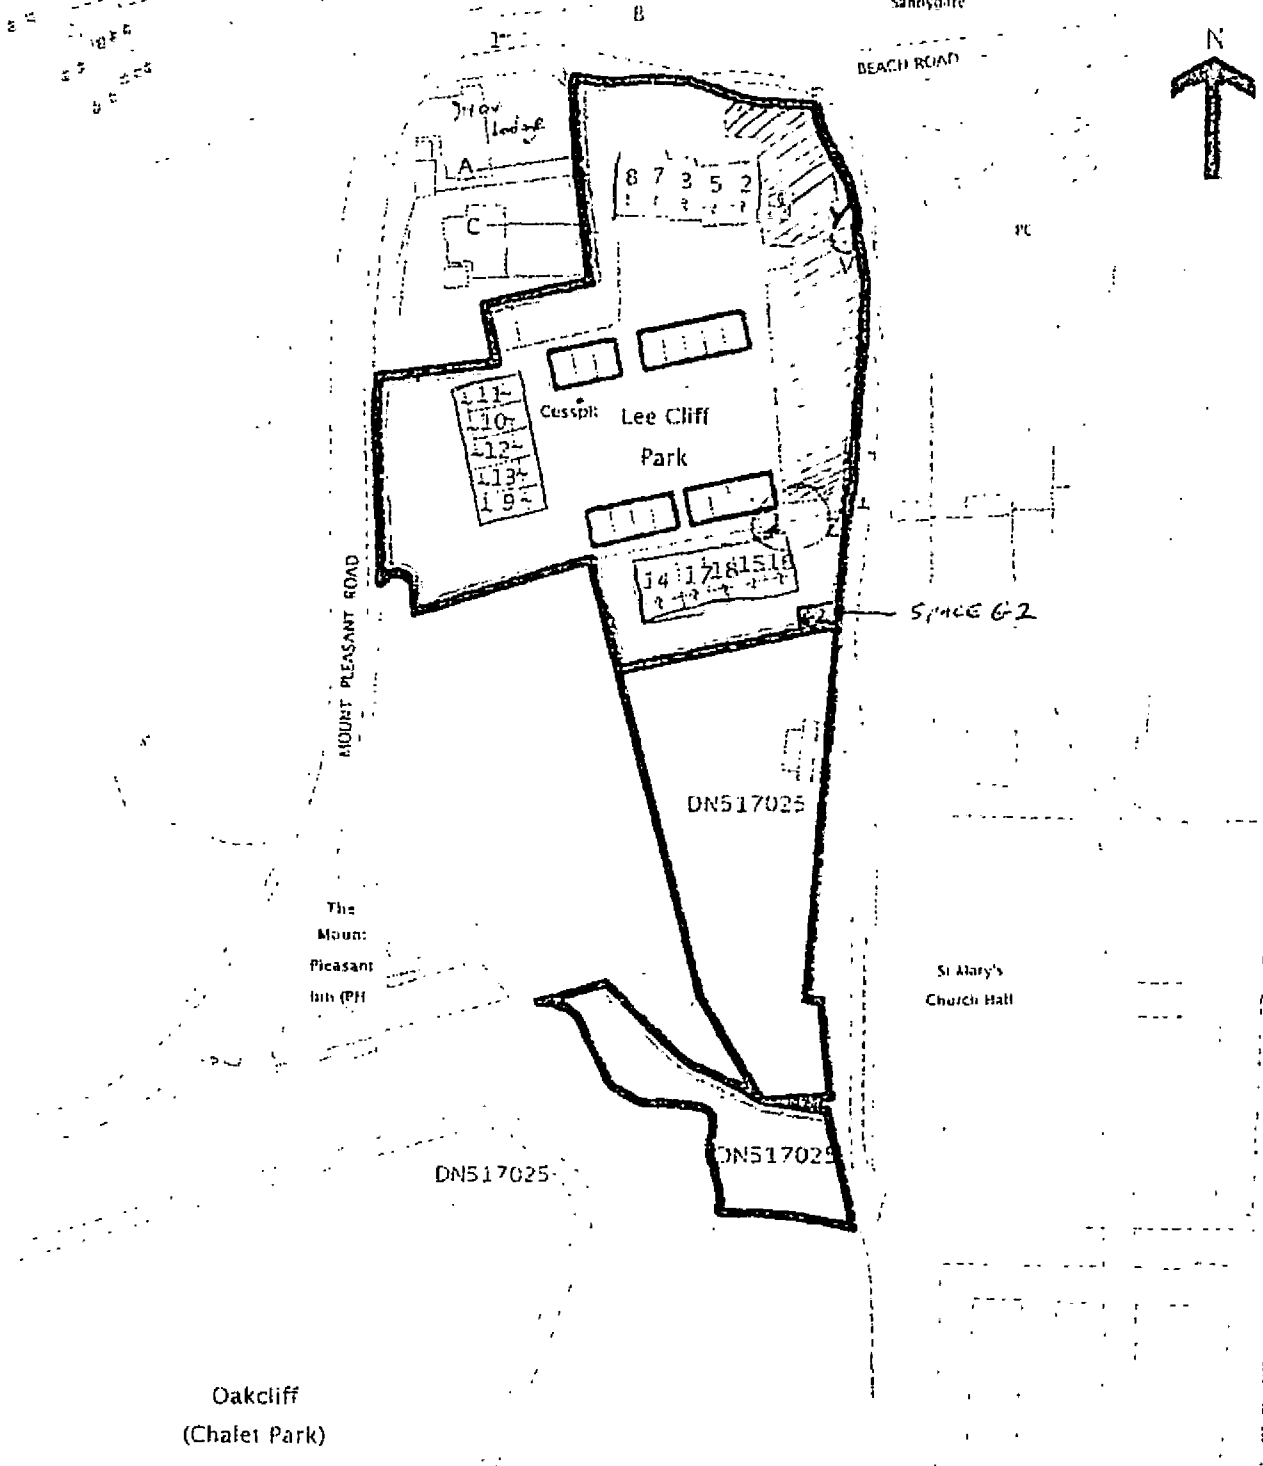 B
N
BEACH ROAD
Lodge
A
8 7 3 5 2
C
PC
V
11
10
12
13
9
Cesspit
Lee Cliff
Park
14 17 18 15 16
G2
SPACE G2
MOUNT PLEASANT ROAD
DN517025
The
Mount
Pleasant
Inn (PH
St Mary's
Church Hall
DN517025
DN517025
Oakcliff
(Chalet Park)